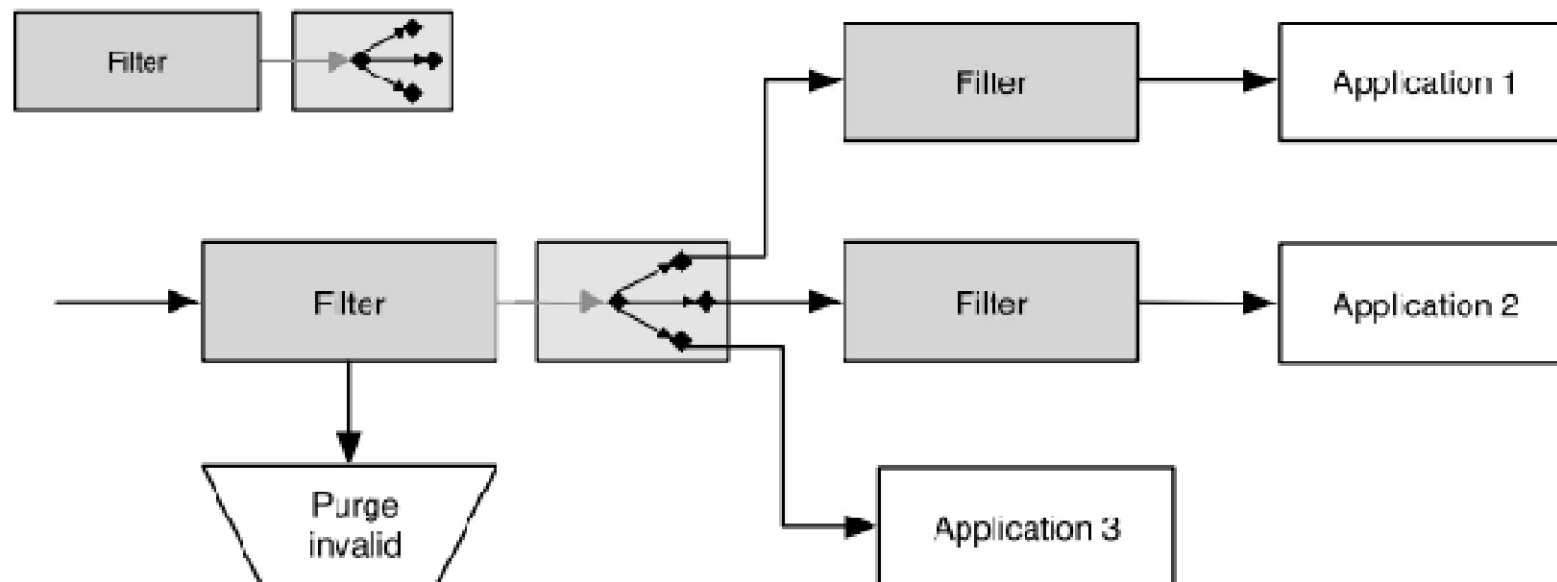 Filter
Filter
Application 1
Filter
Filter
Application 2
Purge
invalid
Application 3